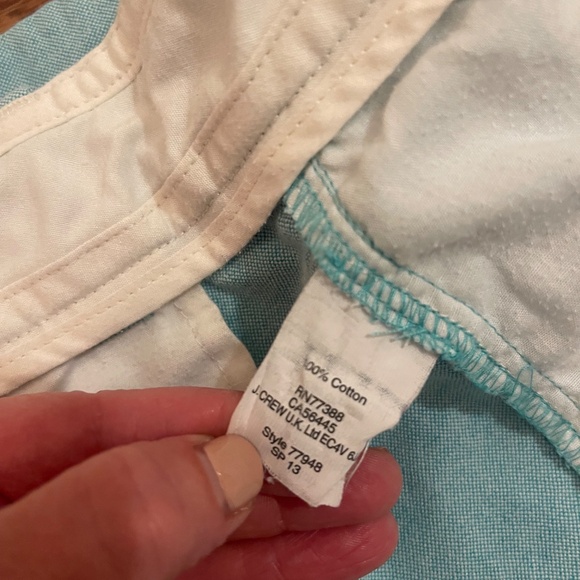 100% Cotton
RN77388
CA56445
J.CREW U.K. Ltd EC4V 6
Style 77948
SP 13